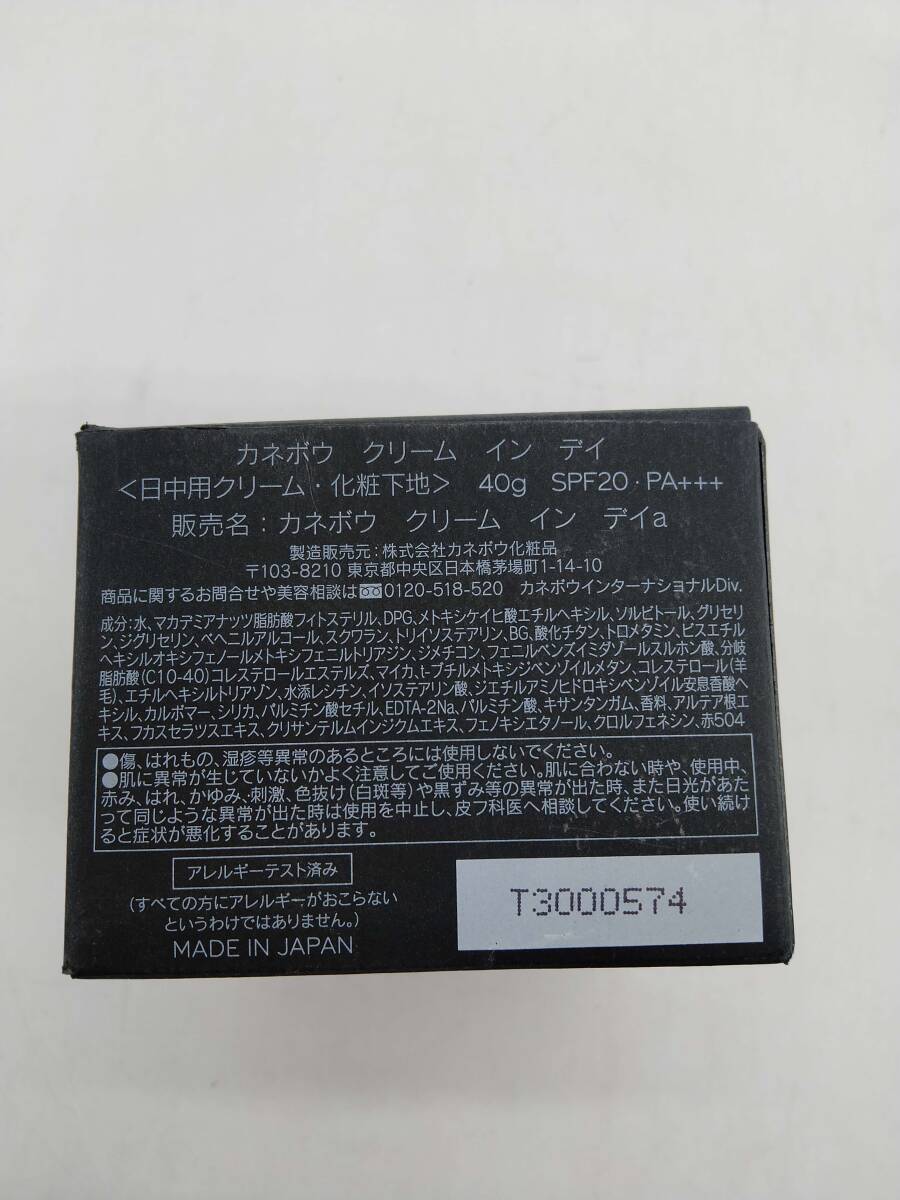 カネボウ クリーム イン デイ
〈日中用クリーム・化粧下地〉 40g SPF20・PA+++
販売名：カネボウ クリーム イン デイa
製造販売元：株式会社カネボウ化粧品
〒103-8210 東京都中央区日本橋茅場町1-14-10
商品に関するお問合せや美容相談は 0120-518-520 カネボウインターナショナルDiv.
成分：水、マカデミアナッツ脂肪酸フィトステリル、DPG、メトキシケイヒ酸エチルヘキシル、ソルビトール、グリセリ
ン、ジグリセリン、ベヘニルアルコール、スクワラン、トリイソステアリン、BG、酸化チタン、トロメタミン、ビスエチル
ヘキシルオキシフェノールメトキシフェニルトリアジン、ジメチコン、フェニルベンズイミダゾールスルホン酸、分岐
脂肪酸(C10-40)コレステロールエステルズ、マイカ、t-ブチルメトキシジベンゾイルメタン、コレステロール(羊
毛)、エチルヘキシルトリアゾン、水添レシチン、イソステアリン酸、ジエチルアミノヒドロキシベンゾイル安息香酸ヘ
キシル、カルボマー、シリカ、パルミチン酸セチル、EDTA-2Na、パルミチン酸、キサンタンガム、香料、アルテア根エ
キス、フカスセラツスエキス、クリサンテルムインジクムエキス、フェノキシエタノール、クロルフェネシン、赤504
●傷、はれもの、湿疹等異常のあるところには使用しないでください。
●肌に異常が生じていないかよく注意してご使用ください。肌に合わない時や、使用中、
赤み、はれ、かゆみ、刺激、色抜け(白斑等)や黒ずみ等の異常が出た時、また日光があた
って同じような異常が出た時は使用を中止し、皮フ科医へ相談してください。使い続け
ると症状が悪化することがあります。
アレルギーテスト済み
(すべての方にアレルギーがおこらない
というわけではありません。)
MADE IN JAPAN
T3000574